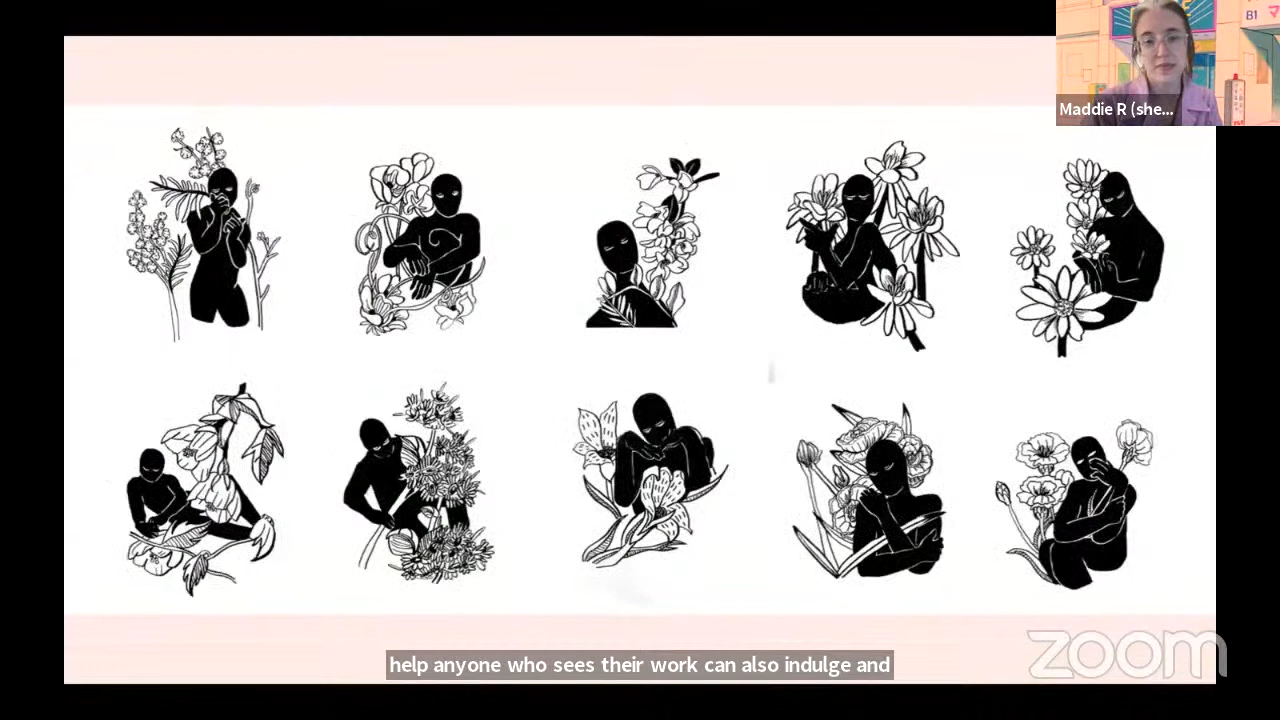 B1
Maddie R (she...
help anyone who sees their work can also indulge and
zoom